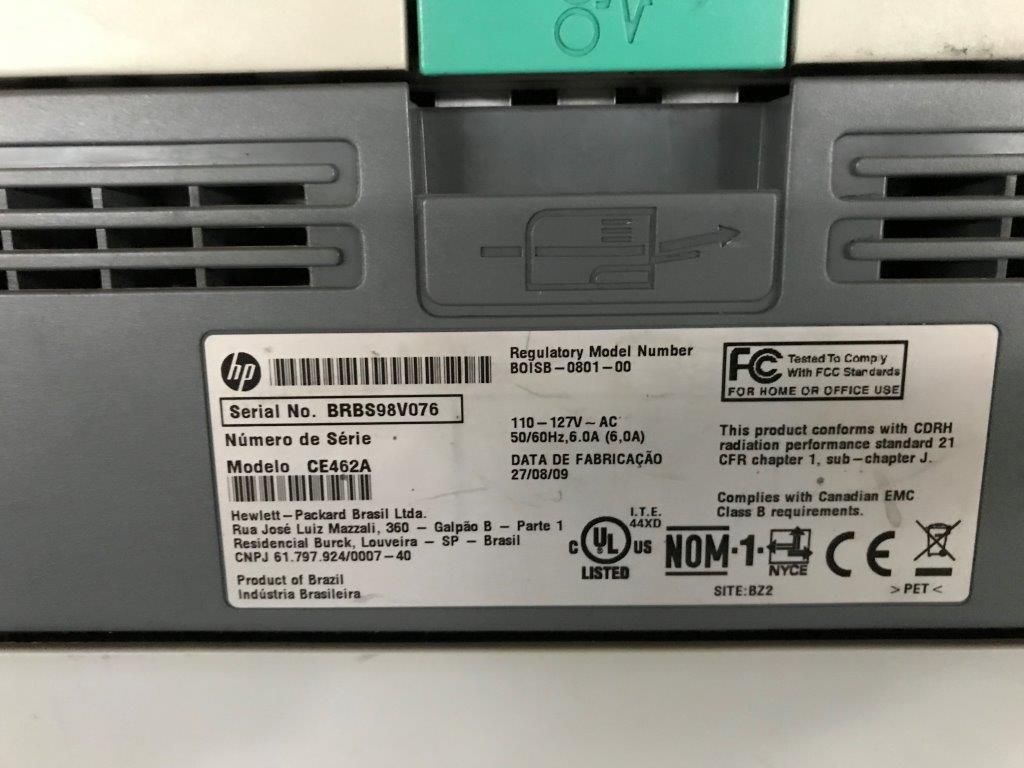 hp
Serial No. BRBS98V076
Número de Série
Modelo CE462A
Hewlett-Packard Brasil Ltda.
Rua José Luiz Mazzali, 360 - Galpão B - Parte 1
Residencial Burck, Louveira - SP - Brasil
CNPJ 61.797.924/0007-40
Product of Brazil
Indústria Brasileira
Regulatory Model Number
BOISB-0801-00
110-127V~AC
50/60Hz,6.0A (6,0A)
DATA DE FABRICAÇÃO
27/08/09
FC Tested To Comply
With FCC Standards
FOR HOME OR OFFICE USE
This product conforms with CDRH
radiation performance standard 21
CFR chapter 1, sub-chapter J.
Complies with Canadian EMC
Class B requirements.
I.T.E.
44XD
C UL US
LISTED
NOM-1-
NYCE
CE
SITE:BZ2
>PET<